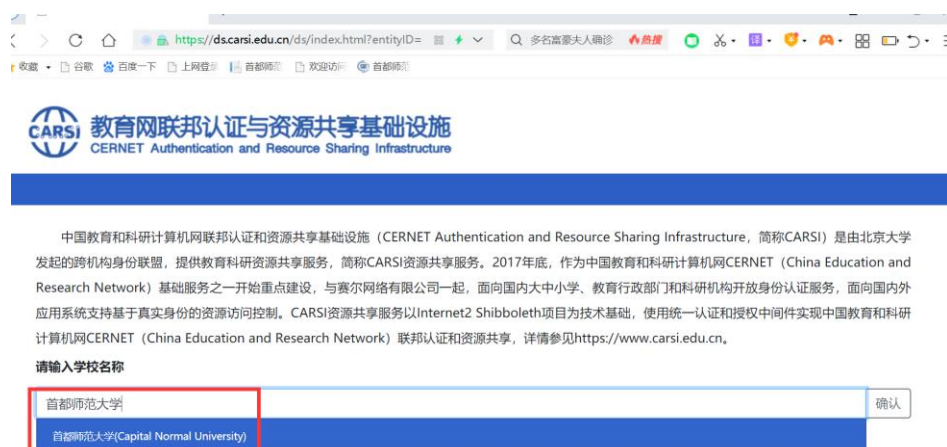 https://ds.carsi.edu.cn/ds/index.html?entityID=
多名富豪夫人确诊
热搜
译
收藏 谷歌 百度一下 上网登 首都师范 欢迎访问 首都师范
CARSI 教育网联邦认证与资源共享基础设施
CERNET Authentication and Resource Sharing Infrastructure
中国教育和科研计算机网联邦认证和资源共享基础设施（CERNET Authentication and Resource Sharing Infrastructure，简称CARSI）是由北京大学
发起的跨机构身份联盟，提供教育科研资源共享服务，简称CARSI资源共享服务。2017年底，作为中国教育和科研计算机网CERNET（China Education and
Research Network）基础服务之一开始重点建设，与赛尔网络有限公司一起，面向国内大中小学、教育行政部门和科研机构开放身份认证服务，面向国内外
应用系统支持基于真实身份的资源访问控制。CARSI资源共享服务以Internet2 Shibboleth项目为技术基础，使用统一认证和授权中间件实现中国教育和科研
计算机网CERNET（China Education and Research Network）联邦认证和资源共享，详情参见https://www.carsi.edu.cn。
请输入学校名称
首都师范大学 确认
首都师范大学(Capital Normal University)